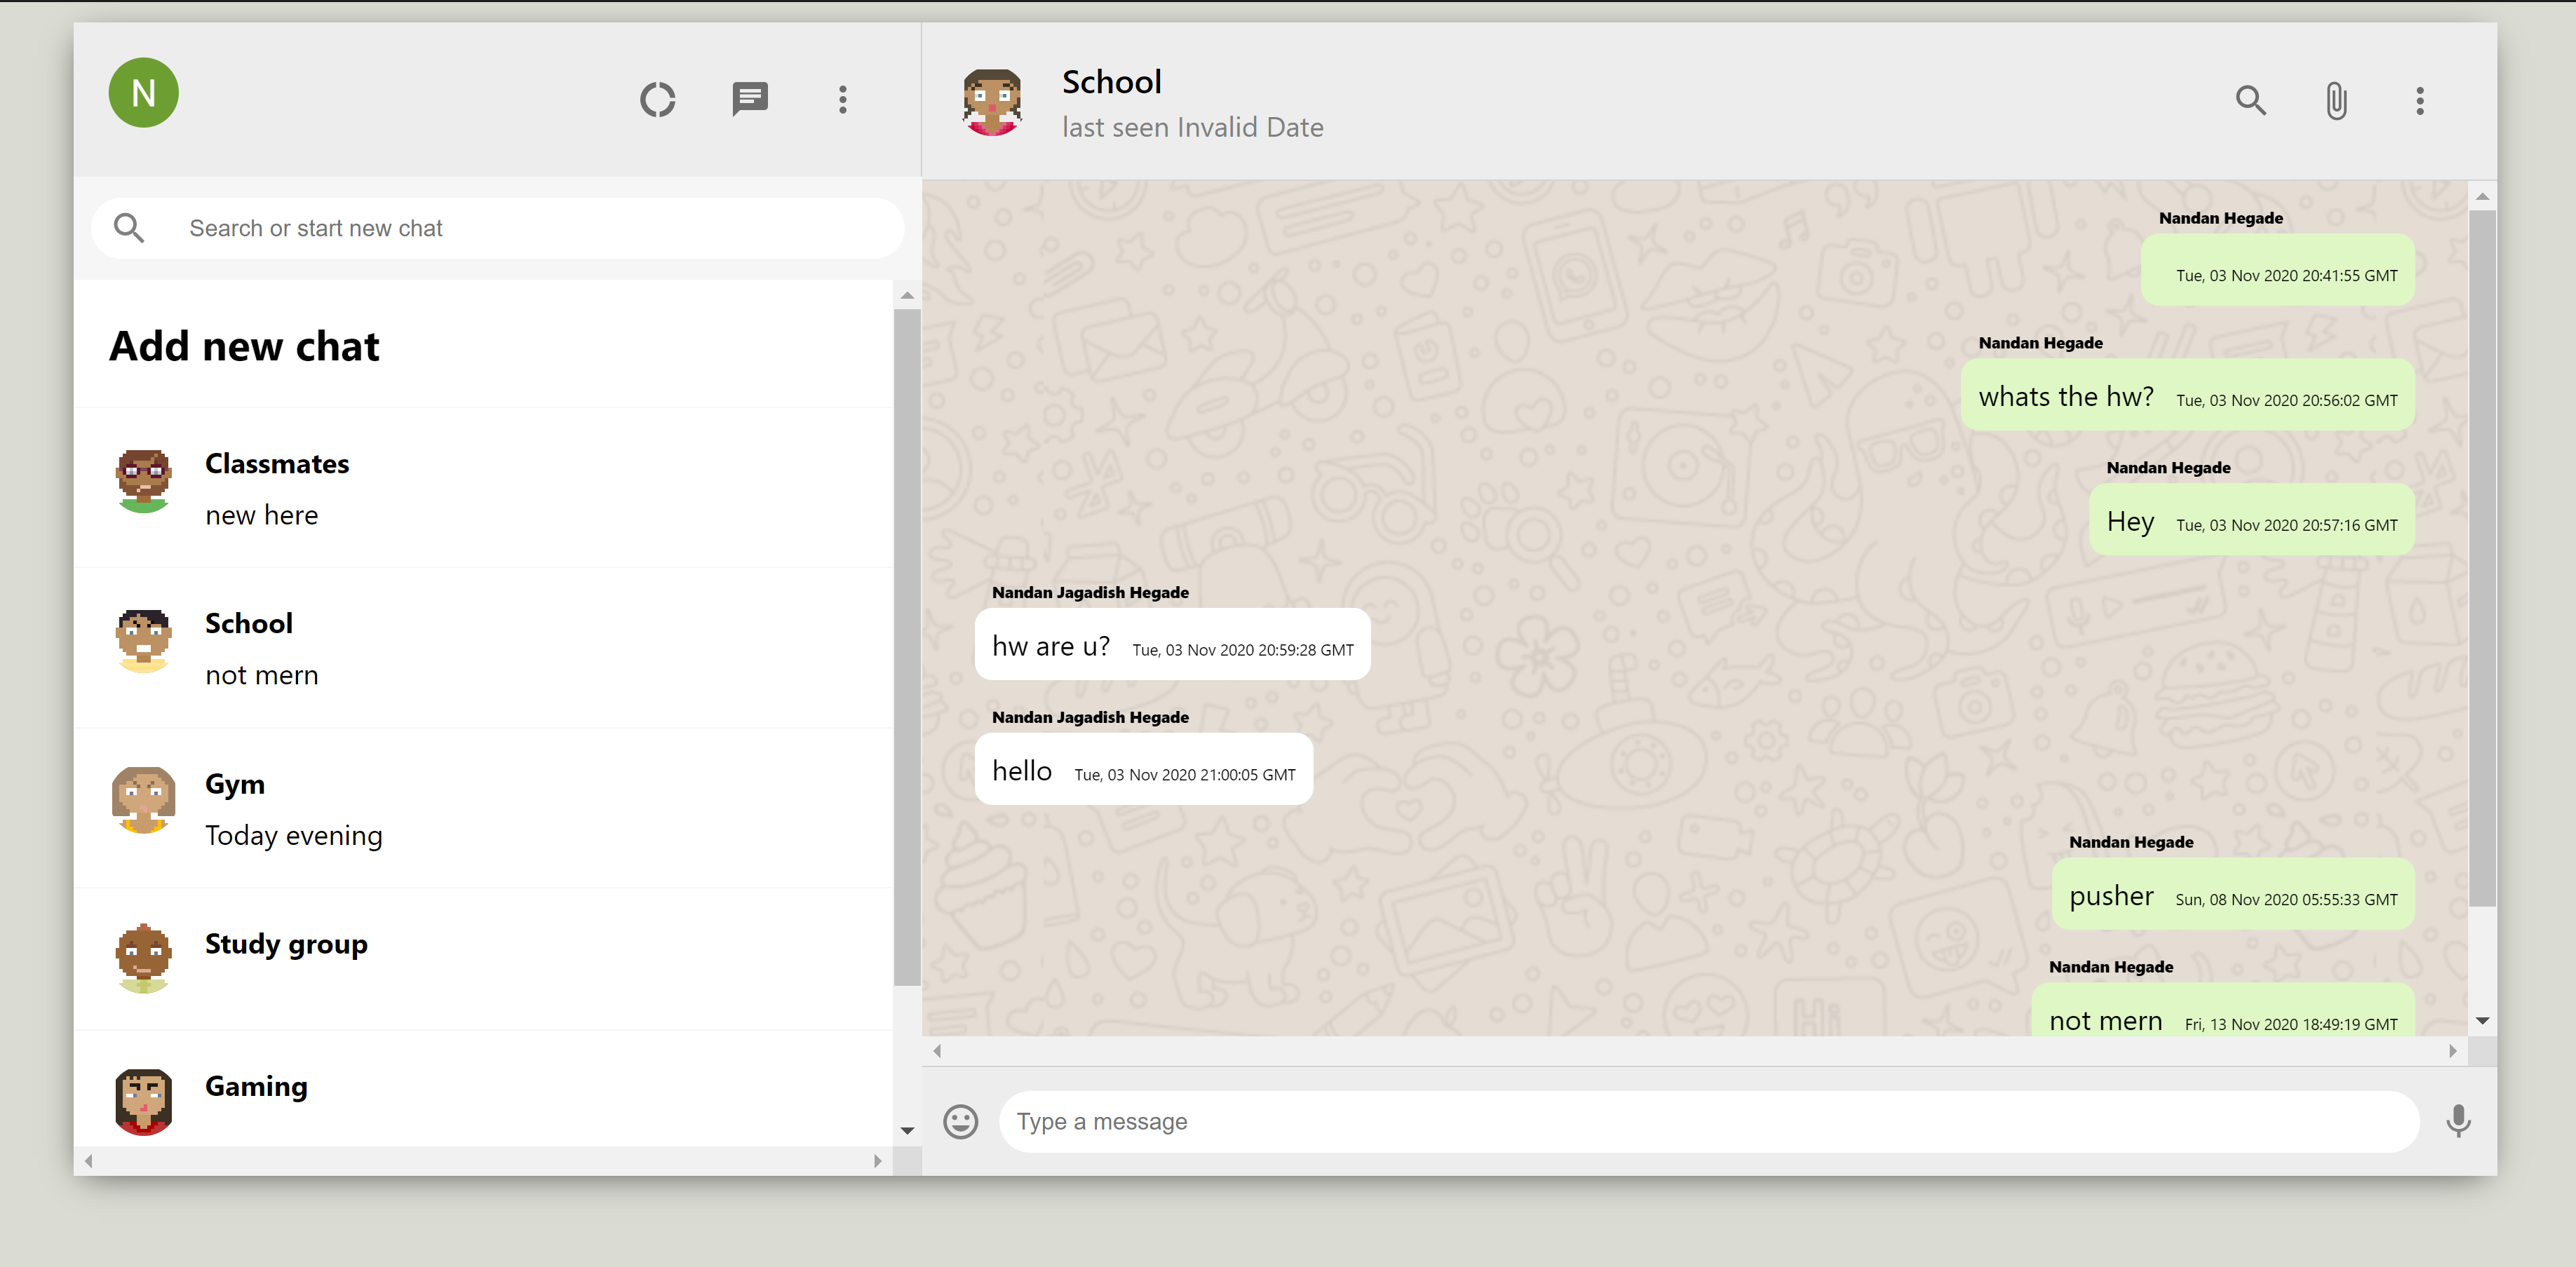 N
Search or start new chat
Add new chat
Classmates
new here
School
not mern
Gym
Today evening
Study group
Gaming
School
last seen Invalid Date
Nandan Hegade
Tue, 03 Nov 2020 20:41:55 GMT
Nandan Hegade
whats the hw? Tue, 03 Nov 2020 20:56:02 GMT
Nandan Hegade
Hey Tue, 03 Nov 2020 20:57:16 GMT
Nandan Jagadish Hegade
hw are u? Tue, 03 Nov 2020 20:59:28 GMT
Nandan Jagadish Hegade
hello Tue, 03 Nov 2020 21:00:05 GMT
Nandan Hegade
pusher Sun, 08 Nov 2020 05:55:33 GMT
Nandan Hegade
not mern Fri, 13 Nov 2020 18:49:19 GMT
Hi
Type a message